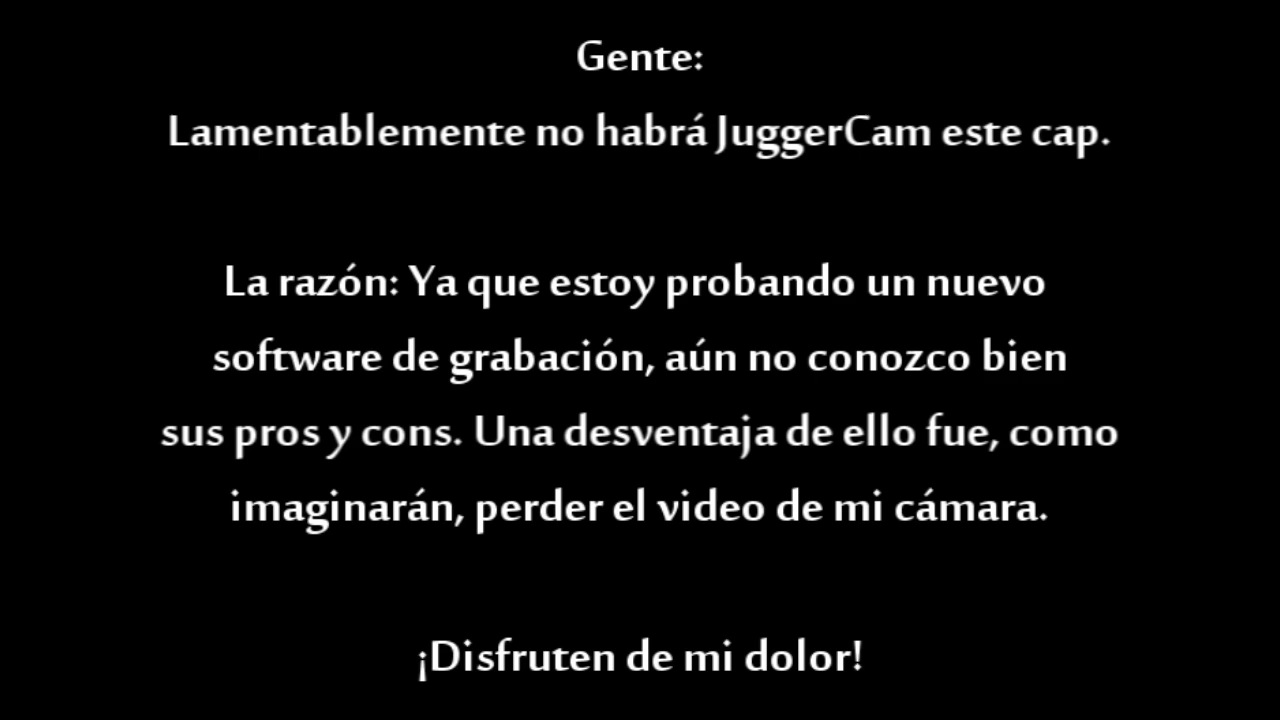 Gente:
Lamentablemente no habrá JuggerCam este cap.
La razón: Ya que estoy probando un nuevo
software de grabación, aún no conozco bien
sus pros y cons. Una desventaja de ello fue, como
imaginarán, perder el video de mi cámara.
¡Disfruten de mi dolor!